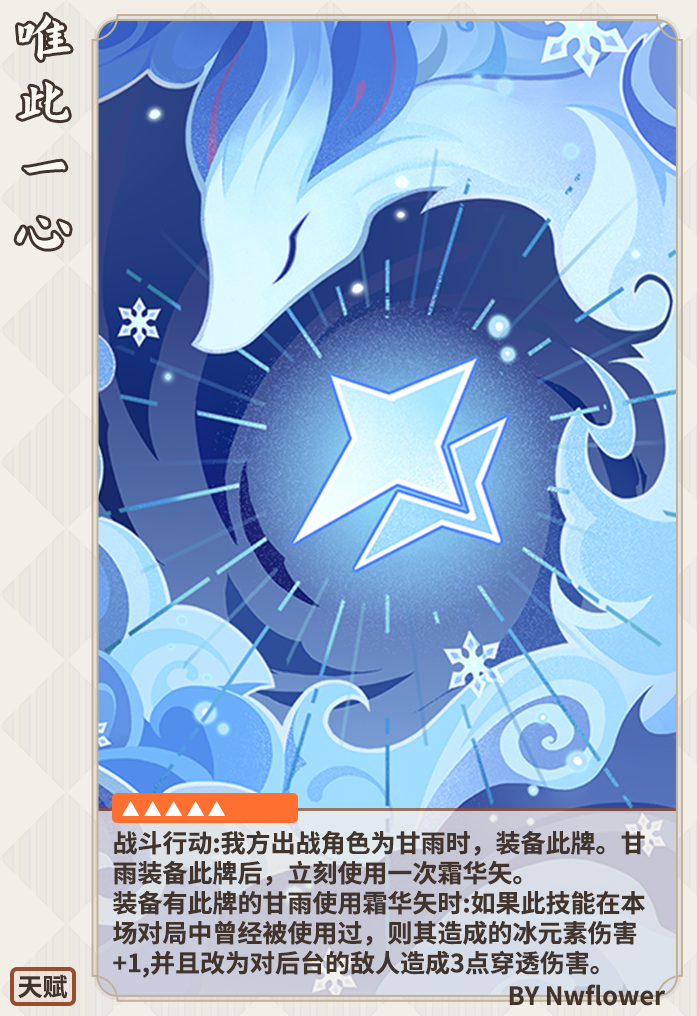 唯此一心
战斗行动:我方出战角色为甘雨时，装备此牌。甘
雨装备此牌后，立刻使用一次霜华矢。
装备有此牌的甘雨使用霜华矢时:如果此技能在本
场对局中曾经被使用过，则其造成的冰元素伤害
+1,并且改为对后台的敌人造成3点穿透伤害。
天赋
BY Nwflower